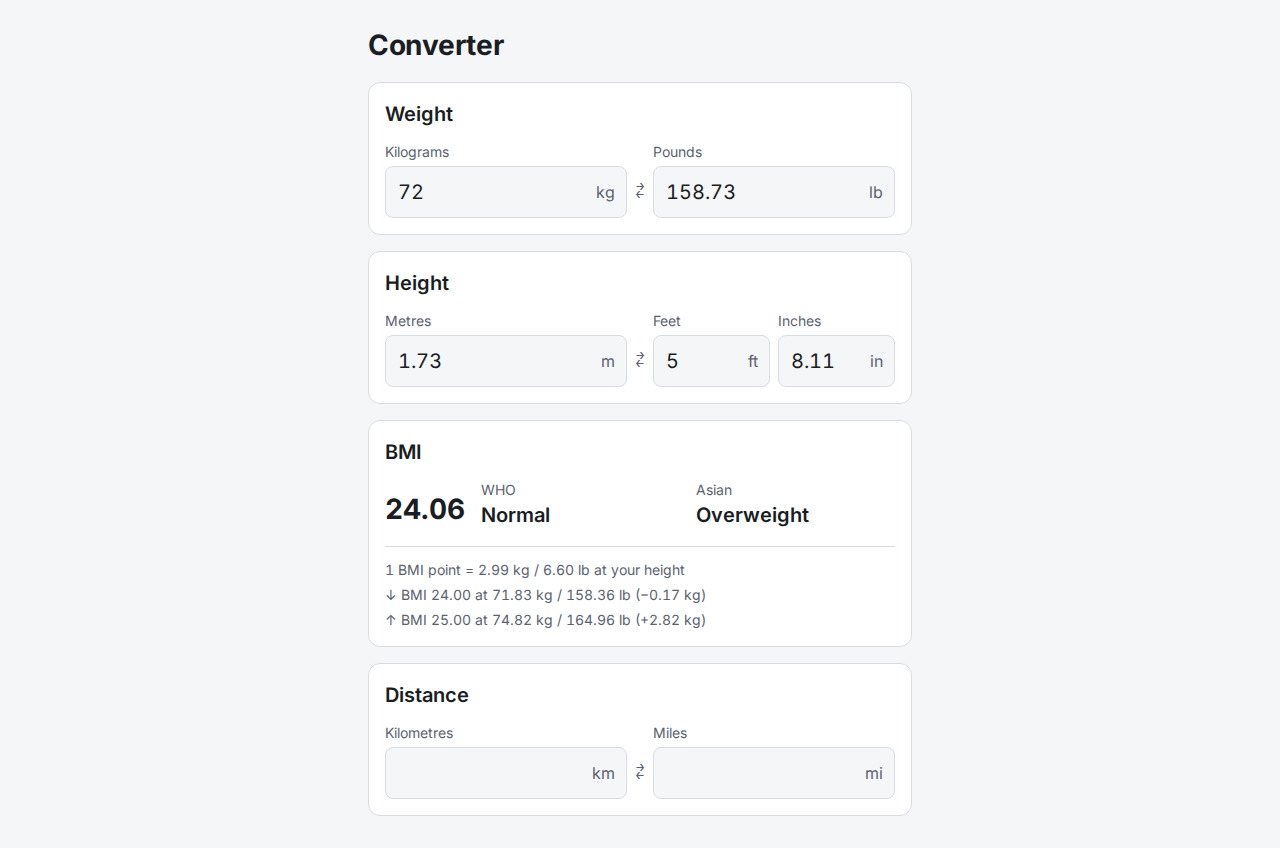 Converter
Weight
Kilograms Pounds
72 kg ⇄ 158.73 lb
Height
Metres Feet Inches
1.73 m ⇄ 5 ft 8.11 in
BMI
24.06 WHO Asian
Normal Overweight
1 BMI point = 2.99 kg / 6.60 lb at your height
↓ BMI 24.00 at 71.83 kg / 158.36 lb (−0.17 kg)
↑ BMI 25.00 at 74.82 kg / 164.96 lb (+2.82 kg)
Distance
Kilometres Miles
km ⇄ mi